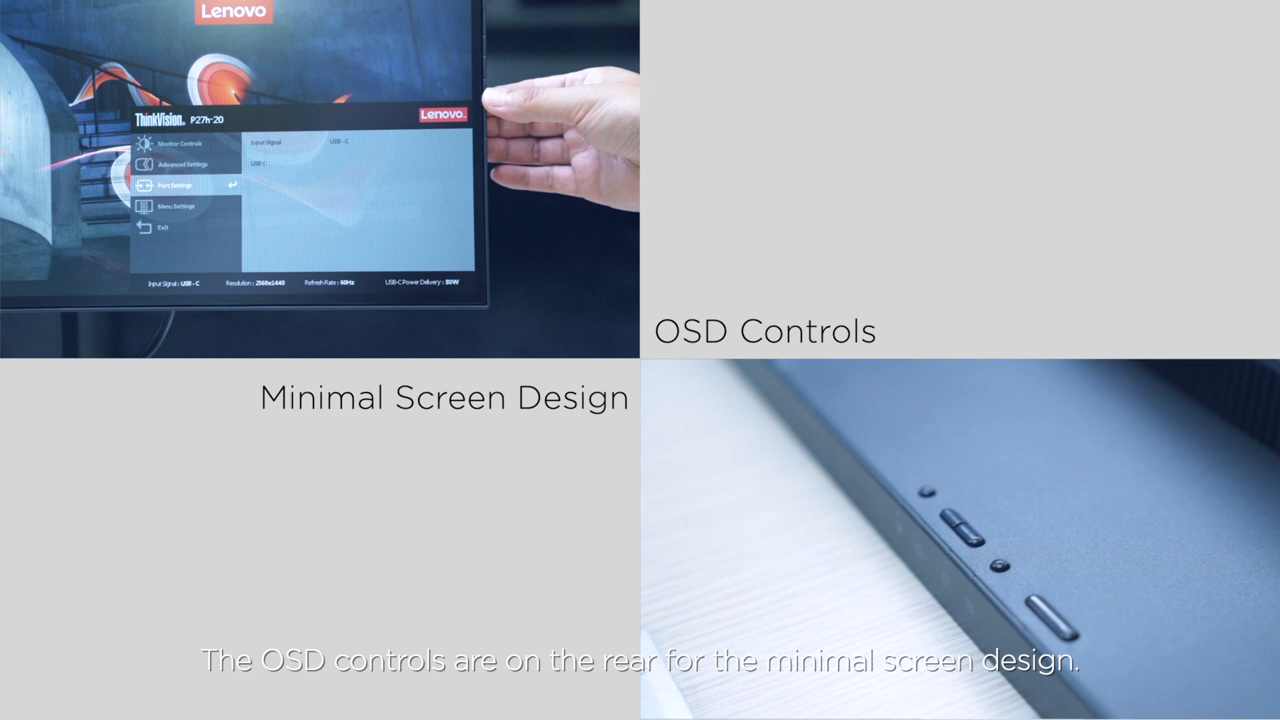 Lenovo
ThinkVision. P27h-20 Lenovo
Monitor Controls
Input Signal USB-C
Advanced Settings
USB C
Port Settings
Menu Settings
Exit
Input Signal : USB-C Resolution : 2560x1440 Refresh Rate : 60Hz USB-C Power Delivery : 80W
OSD Controls
Minimal Screen Design
The OSD controls are on the rear for the minimal screen design.